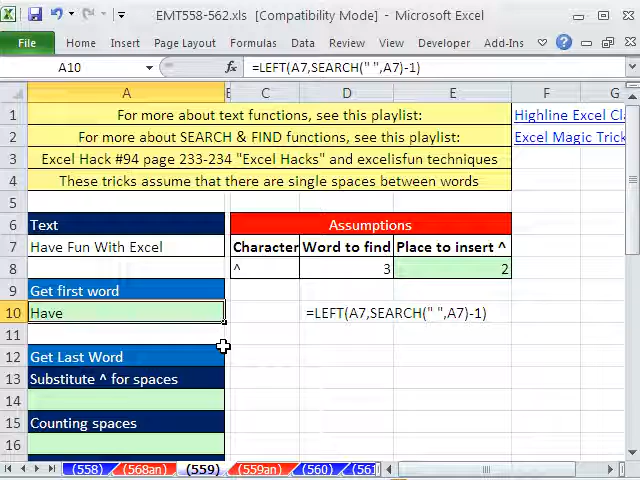 EMT558-562.xls [Compatibility Mode] - Microsoft Excel
File Home Insert Page Layout Formulas Data Review View Developer Add-Ins
A10 fx =LEFT(A7,SEARCH(" ",A7)-1)
A B C D E F G
1 For more about text functions, see this playlist: Highline Excel Cla
2 For more about SEARCH & FIND functions, see this playlist: Excel Magic Trick
3 Excel Hack #94 page 233-234 "Excel Hacks" and excelisfun techniques
4 These tricks assume that there are single spaces between words
5
6 Text Assumptions
7 Have Fun With Excel Character Word to find Place to insert ^
8 ^ 3 2
9 Get first word
10 Have =LEFT(A7,SEARCH(" ",A7)-1)
11
12 Get Last Word
13 Substitute ^ for spaces
14
15 Counting spaces
16
(558) (568an) (559) (559an) (560) (561